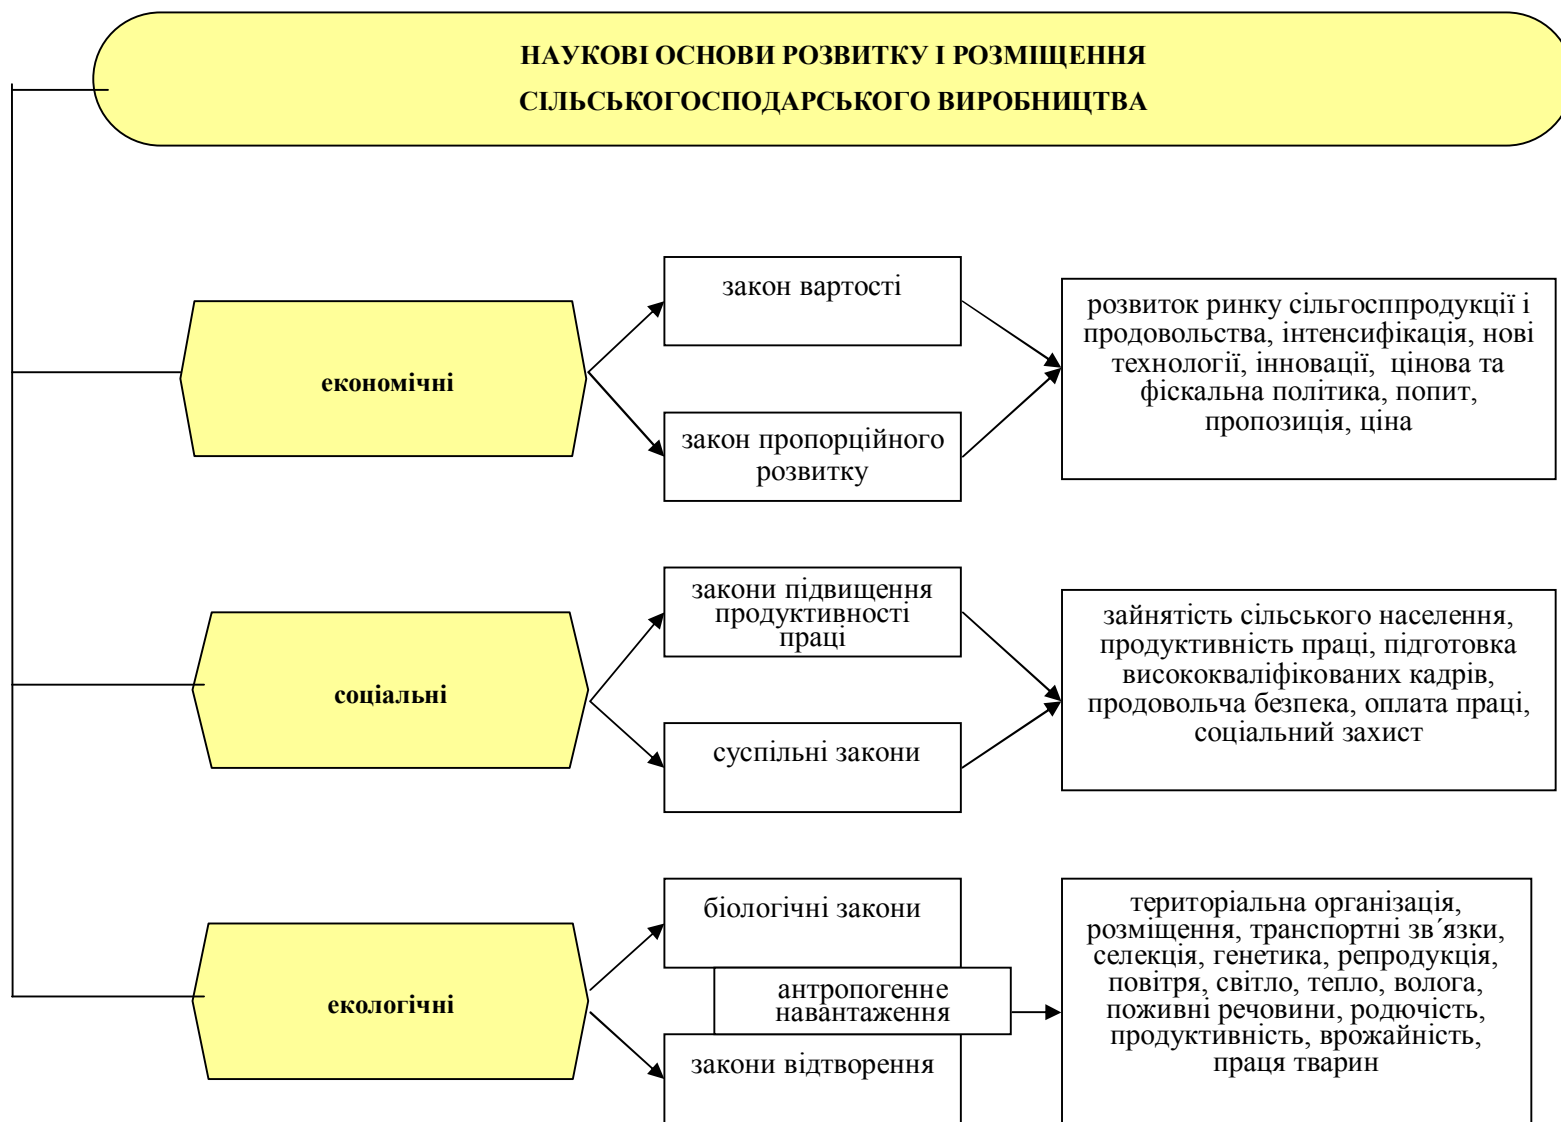 НАУКОВІ ОСНОВИ РОЗВИТКУ І РОЗМІЩЕННЯ
СІЛЬСЬКОГОСПОДАРСЬКОГО ВИРОБНИЦТВА
економічні
закон вартості
закон пропорційного
розвитку
розвиток ринку сільгосппродукції і
продовольства, інтенсифікація, нові
технології, інновації, цінова та
фіскальна політика, попит,
пропозиція, ціна
соціальні
закони підвищення
продуктивності
праці
суспільні закони
зайнятість сільського населення,
продуктивність праці, підготовка
висококваліфікованих кадрів,
продовольча безпека, оплата праці,
соціальний захист
екологічні
біологічні закони
антропогенне
навантаження
закони відтворення
територіальна організація,
розміщення, транспортні зв´язки,
селекція, генетика, репродукція,
повітря, світло, тепло, волога,
поживні речовини, родючість,
продуктивність, врожайність,
праця тварин